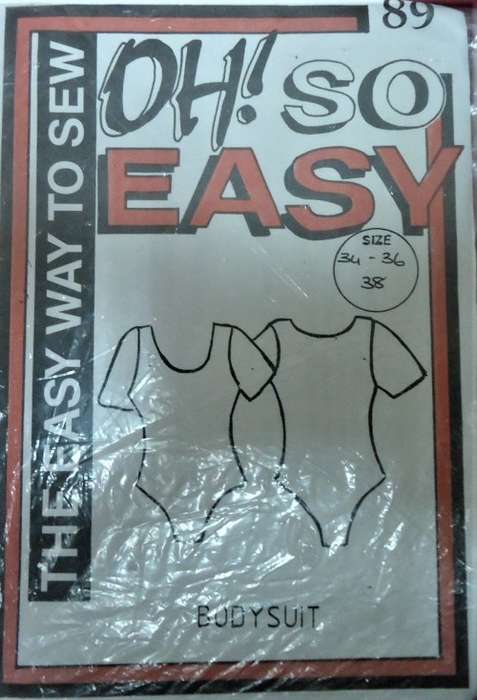 89
OH! SO
EASY
THE EASY WAY TO SEW
SIZE
34 - 36
38
BODYSUIT